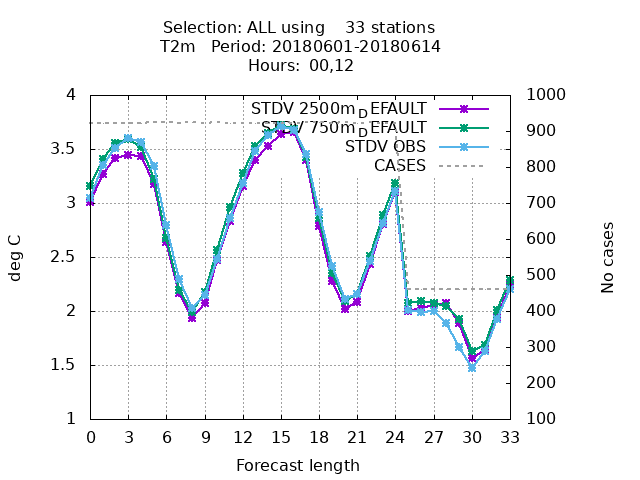 Selection: ALL using    33 stations
T2m   Period: 20180601-20180614
Hours:  00,12
STDV 2500mDEFAULT
STDV 750mDEFAULT
STDV OBS
CASES
4
3.5
3
2.5
2
1.5
1
deg C
1000
900
800
700
600
500
400
300
200
100
No cases
0 3 6 9 12 15 18 21 24 27 30 33
Forecast length